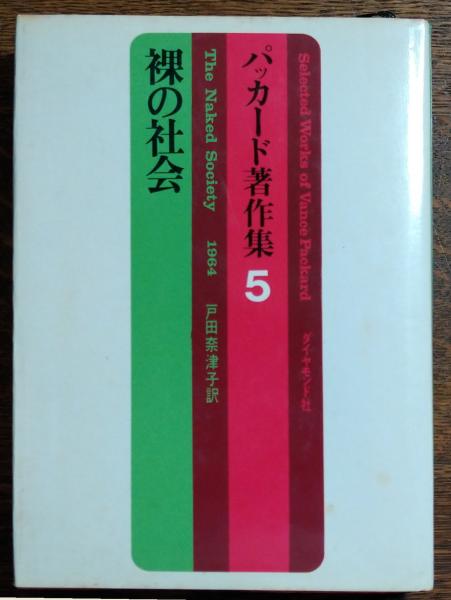 Selected Works of Vance Packard
ダイヤモンド社
パッカード著作集 5
The Naked Society 1964
戸田奈津子訳
裸の社会